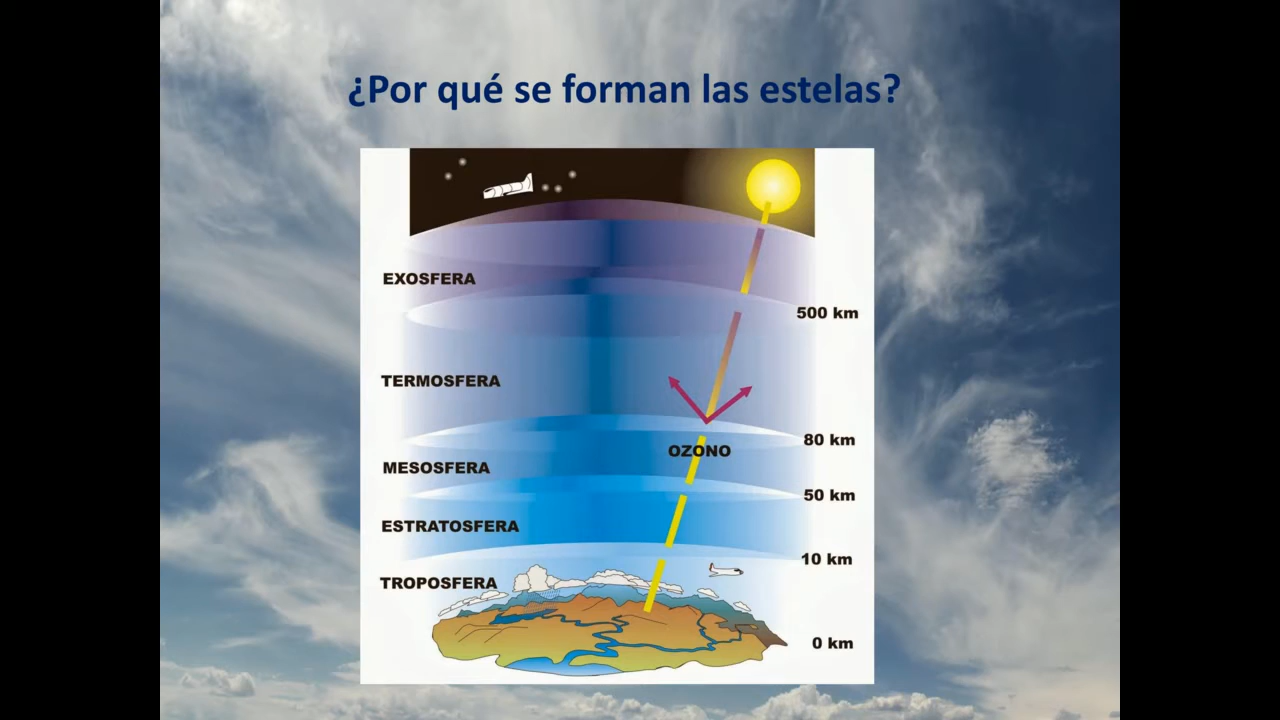 ¿Por qué se forman las estelas?
EXOSFERA
500 km
TERMOSFERA
80 km
OZONO
MESOSFERA
50 km
ESTRATOSFERA
10 km
TROPOSFERA
0 km